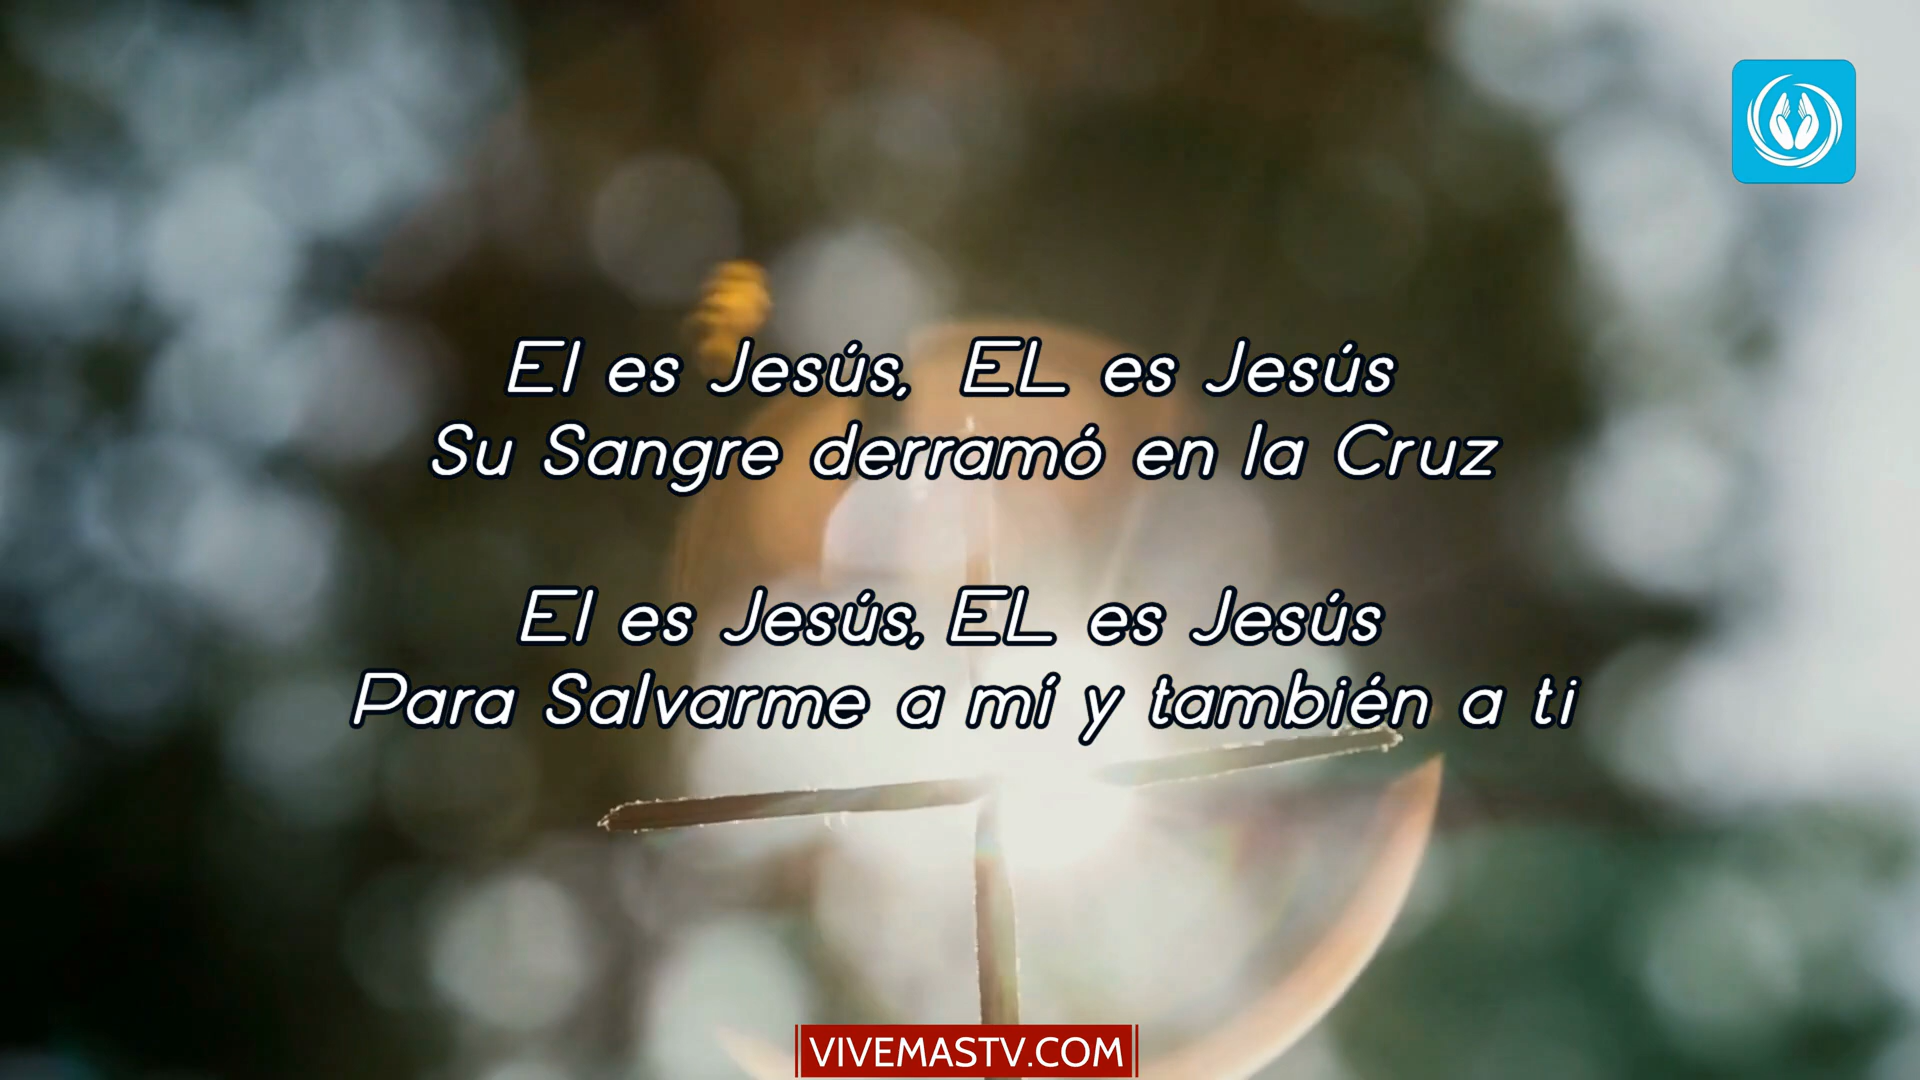 El es Jesús, EL es Jesús
Su Sangre derramó en la Cruz
El es Jesús, EL es Jesús
Para Salvarme a mí y también a ti
VIVEMASTV.COM